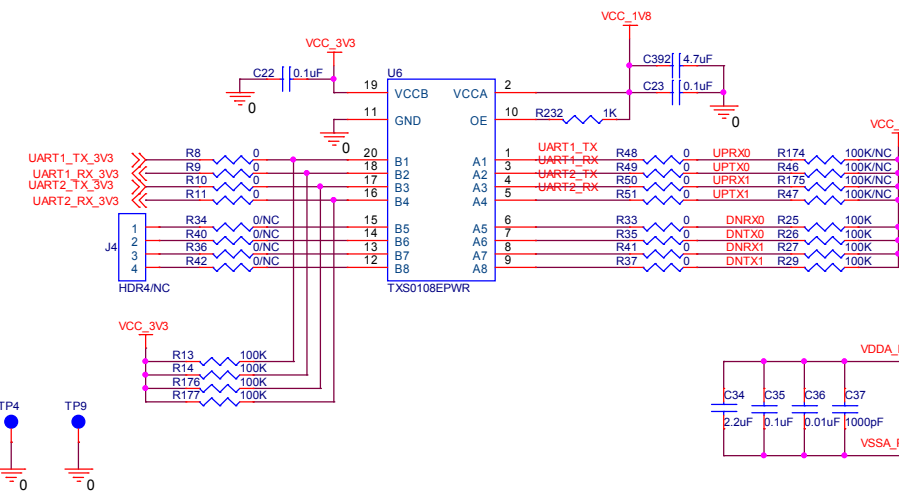 VCC_1V8
VCC_3V3
C392 4.7uF
C22 0.1uF
U6
C23 0.1uF
19 VCCB VCCA 2
0
11 GND OE 10 R232 1K
0
0
VCC_
UART1_TX
UART1_TX_3V3 R8 0 20 B1 A1 1 UART1_RX R48 0 UPRX0 R174 100K/NC
UART1_RX_3V3 R9 0 18 B2 A2 3 UART2_TX R49 0 UPTX0 R46 100K/NC
UART2_TX_3V3 R10 0 17 B3 A3 4 UART2_RX R50 0 UPRX1 R175 100K/NC
UART2_RX_3V3 R11 0 16 B4 A4 5 R51 0 UPTX1 R47 100K/NC
1 R34 0/NC 15 B5 A5 6 R33 0 DNRX0 R25 100K
2 R40 0/NC 14 B6 A6 7 R35 0 DNTX0 R26 100K
J4
3 R36 0/NC 13 B7 A7 8 R41 0 DNRX1 R27 100K
4 R42 0/NC 12 B8 A8 9 R37 0 DNTX1 R29 100K
HDR4/NC TXS0108EPWR
VCC_3V3
R13 100K
R14 100K
R176 100K
R177 100K
VDDA_
C34 C35 C36 C37
2.2uF 0.1uF 0.01uF 1000pF
VSSA_
TP4 TP9
0 0